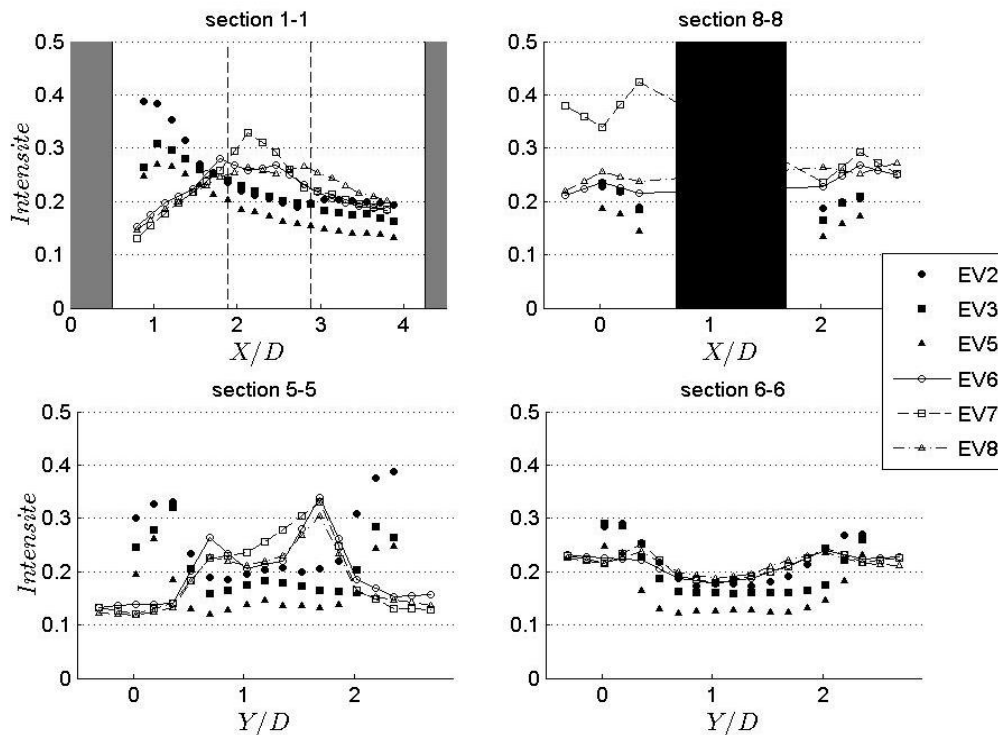 section 1-1
0.5
0.4
0.3
0.2
0.1
0
Intensite
0 1 2 3 4
X/D
section 8-8
0.5
0.4
0.3
0.2
0.1
0
0 1 2
X/D
EV2
EV3
EV5
EV6
EV7
EV8
section 5-5
0.5
0.4
0.3
0.2
0.1
0
Intensite
0 1 2
Y/D
section 6-6
0.5
0.4
0.3
0.2
0.1
0
0 1 2
Y/D